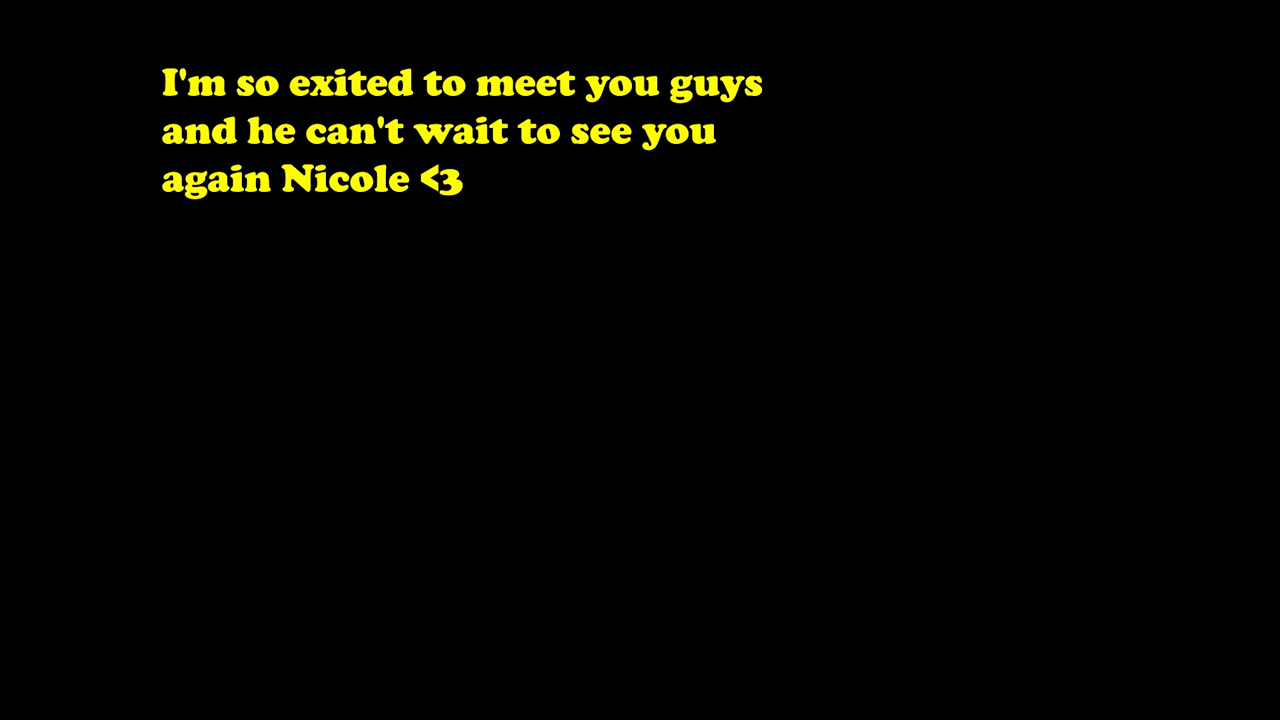 I'm so exited to meet you guys
and he can't wait to see you
again Nicole <3